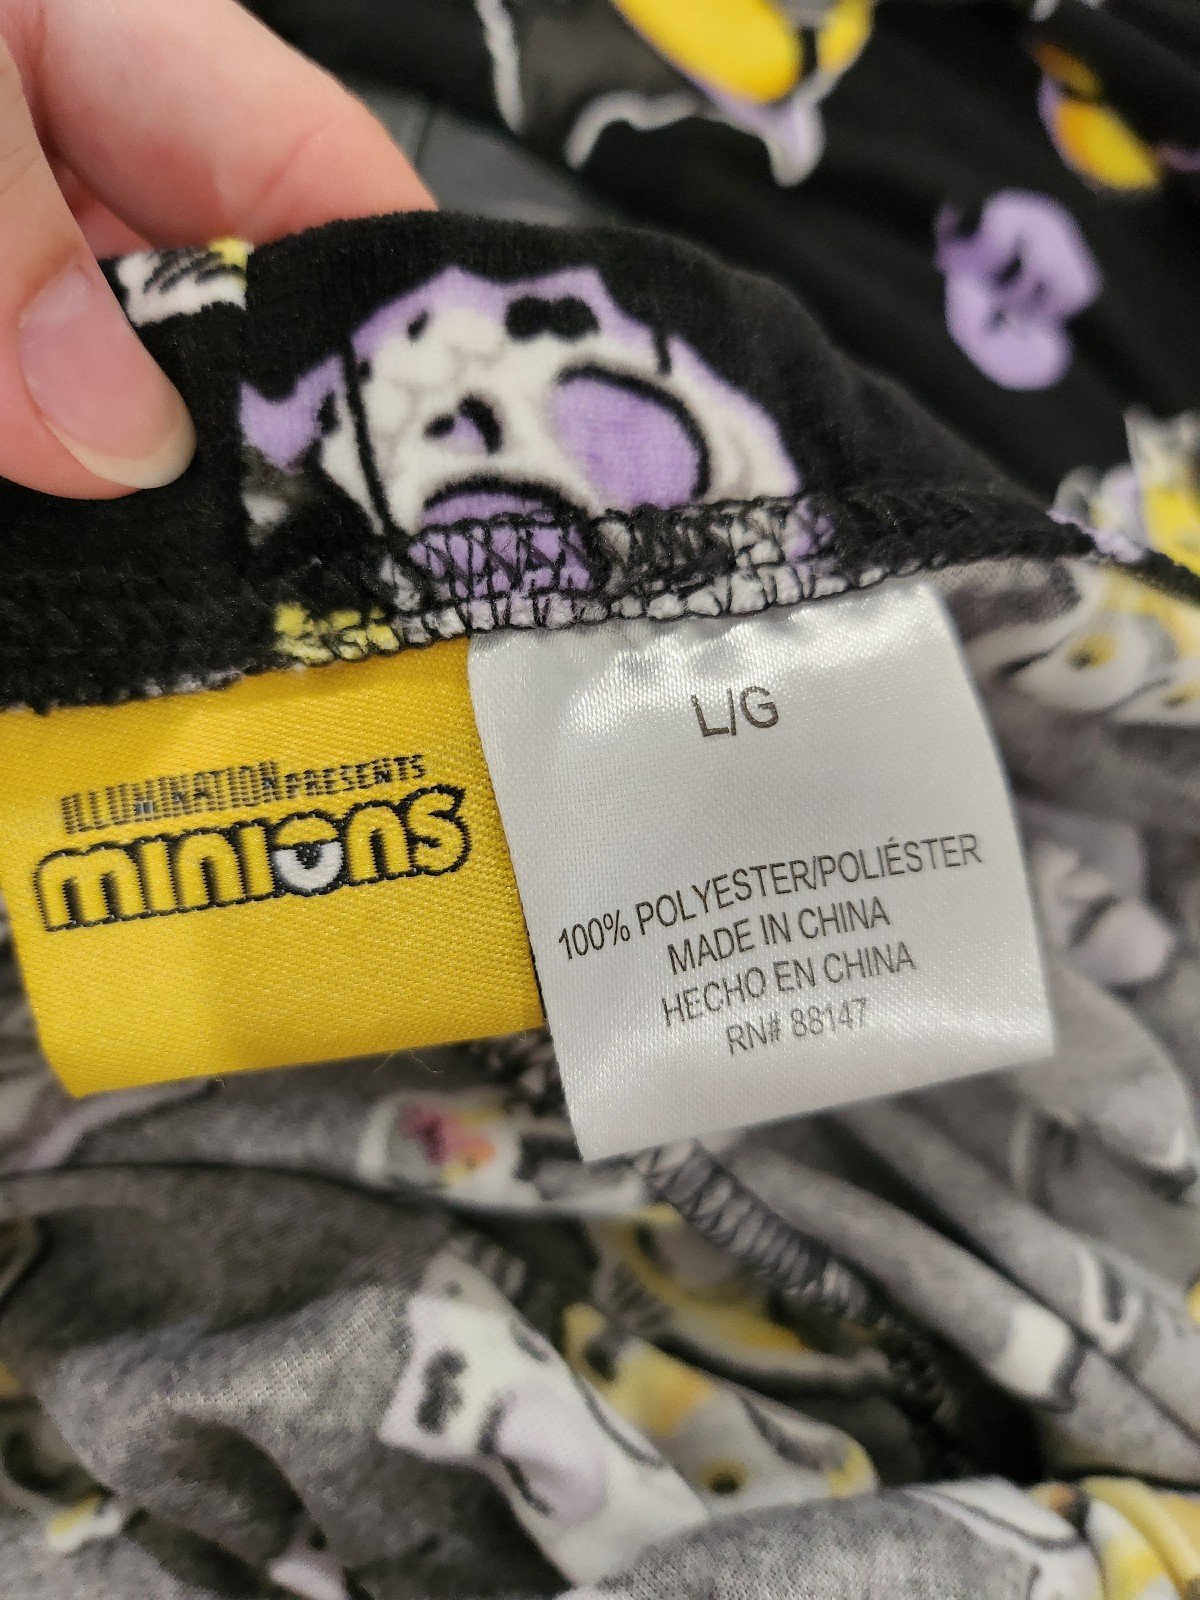 ILLUMINATION PRESENTS
MINIONS
L/G
100% POLYESTER/POLIÉSTER
MADE IN CHINA
HECHO EN CHINA
RN# 88147